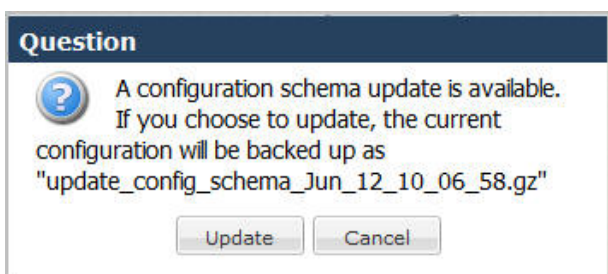 Question
A configuration schema update is available.
If you choose to update, the current
configuration will be backed up as
"update_config_schema_Jun_12_10_06_58.gz"
Update Cancel